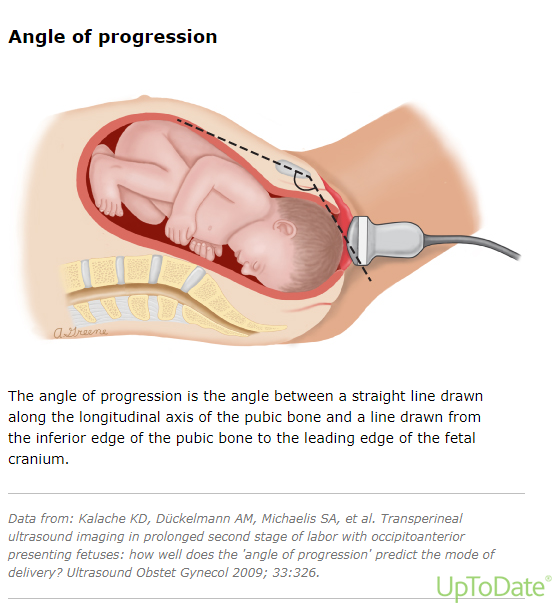 Angle of progression
A.Greene
The angle of progression is the angle between a straight line drawn
along the longitudinal axis of the pubic bone and a line drawn from
the inferior edge of the pubic bone to the leading edge of the fetal
cranium.
Data from: Kalache KD, Dückelmann AM, Michaelis SA, et al. Transperineal
ultrasound imaging in prolonged second stage of labor with occipitoanterior
presenting fetuses: how well does the 'angle of progression' predict the mode of
delivery? Ultrasound Obstet Gynecol 2009; 33:326.
UpToDate®